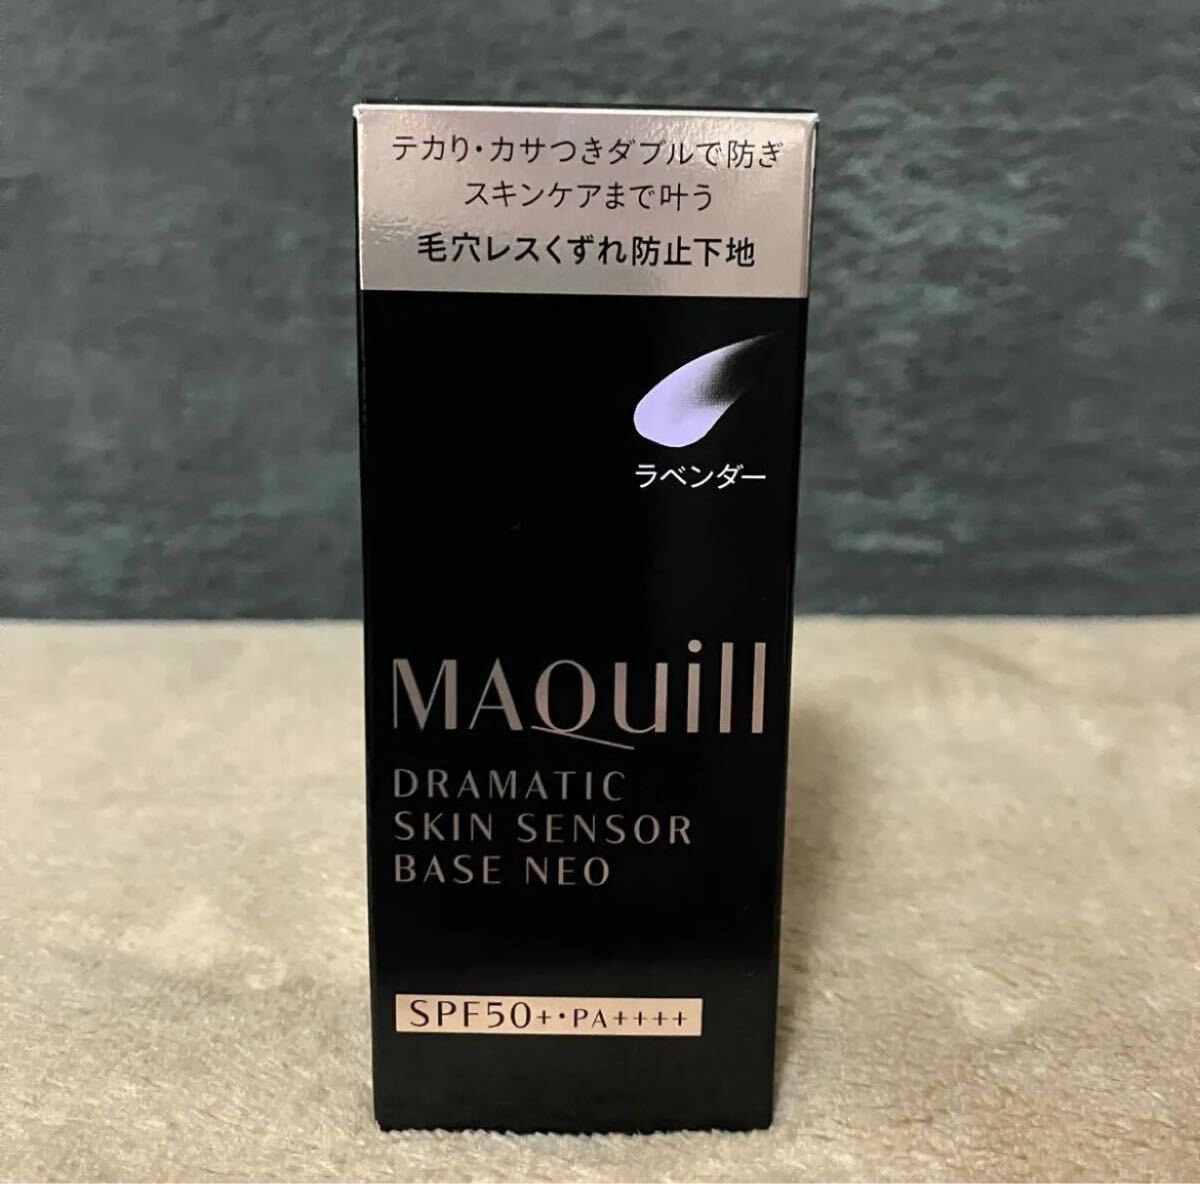 テカリ・カサつきダブルで防ぎ
スキンケアまで叶う
毛穴レスくずれ防止下地
ラベンダー
MAQuill
DRAMATIC
SKIN SENSOR
BASE NEO
SPF50+・PA++++